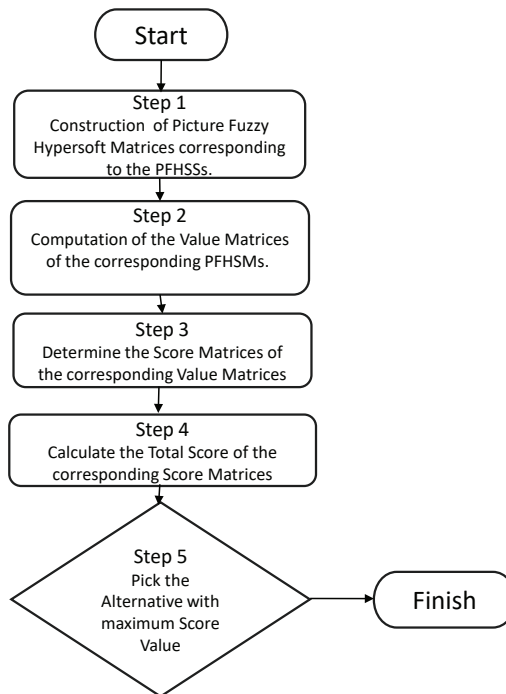 Start
Step 1
Construction of Picture Fuzzy
Hypersoft Matrices corresponding
to the PFHSSs.
Step 2
Computation of the Value Matrices
of the corresponding PFHSMs.
Step 3
Determine the Score Matrices of
the corresponding Value Matrices
Step 4
Calculate the Total Score of the
corresponding Score Matrices
Step 5
Pick the
Alternative with
maximum Score
Value
Finish